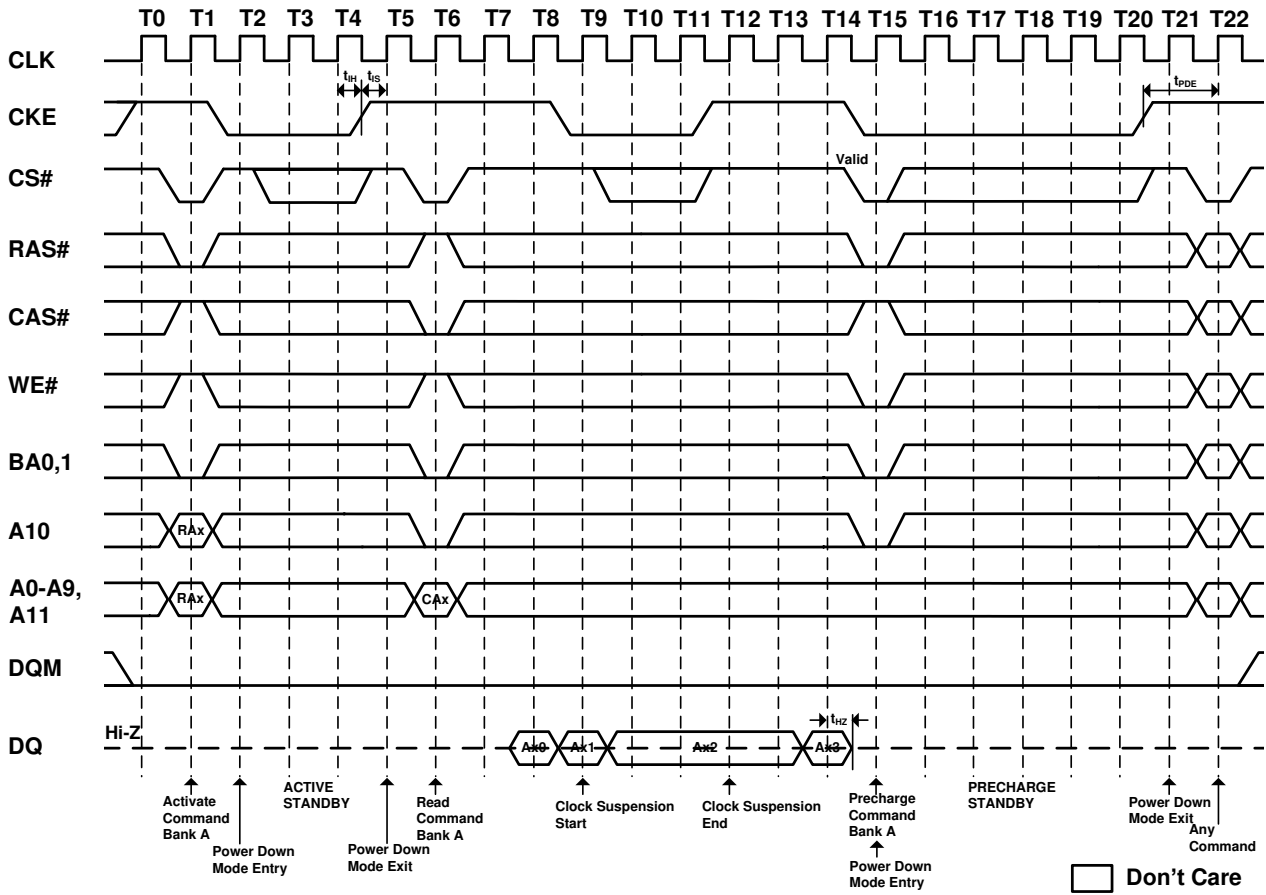 T0 T1 T2 T3 T4 T5 T6 T7 T8 T9 T10 T11 T12 T13 T14 T15 T16 T17 T18 T19 T20 T21 T22
CLK
tIH tIS tPDE
CKE
Valid
CS#
RAS#
CAS#
WE#
BA0,1
A10 RAx
A0-A9,
A11 RAx CAx
DQM
Hi-Z tHZ
DQ Ax0 Ax1 Ax2 Ax3
Activate
Command
Bank A
Power Down
Mode Entry
ACTIVE
STANDBY
Power Down
Mode Exit
Read
Command
Bank A
Clock Suspension
Start
Clock Suspension
End
Precharge
Command
Bank A
Power Down
Mode Entry
PRECHARGE
STANDBY
Power Down
Mode Exit
Any
Command
Don't Care